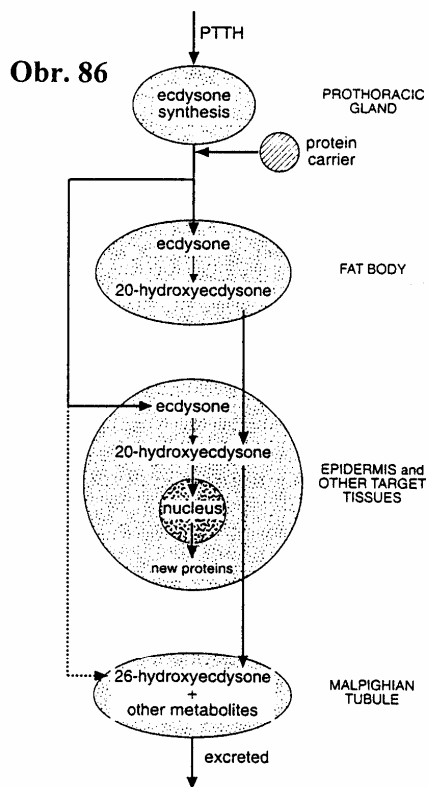 PTTH
Obr. 86
ecdysone
synthesis
PROTHORACIC
GLAND
protein
carrier
ecdysone
20-hydroxyecdysone
FAT BODY
ecdysone
20-hydroxyecdysone
nucleus
new proteins
EPIDERMIS and
OTHER TARGET
TISSUES
26-hydroxyecdysone
+
other metabolites
MALPIGHIAN
TUBULE
excreted